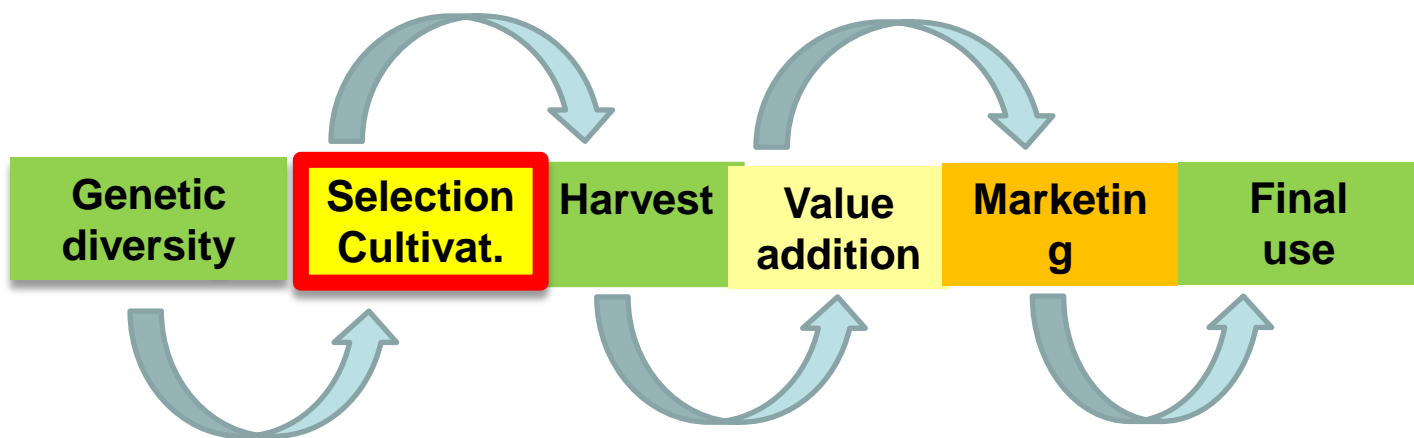 Genetic
diversity
Selection
Cultivat.
Harvest
Value
addition
Marketin
g
Final
use